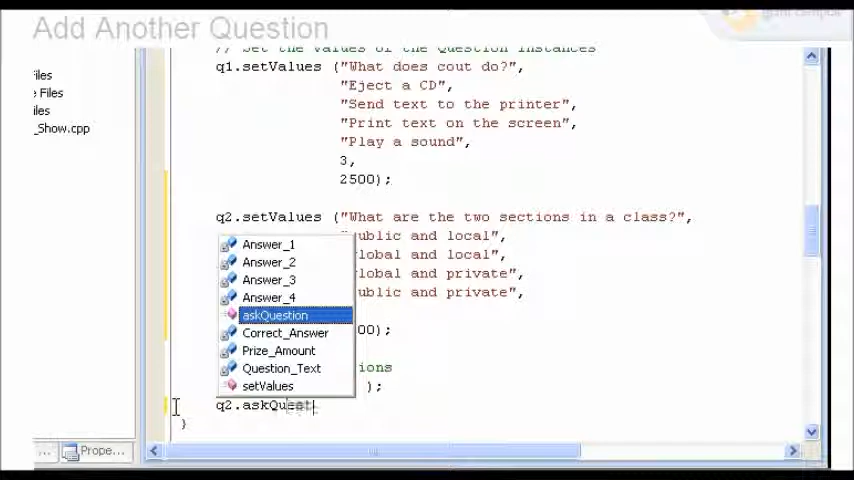 Add Another Question
// Set the values of the Question instances
q1.setValues ("What does cout do?",
"Eject a CD",
"Send text to the printer",
"Print text on the screen",
"Play a sound",
3,
2500);
q2.setValues ("What are the two sections in a class?",
ublic and local",
lobal and local",
lobal and private",
ublic and private",
00);
ions
);
q2.askQuest
}
Answer_1
Answer_2
Answer_3
Answer_4
askQuestion
Correct_Answer
Prize_Amount
Question_Text
setValues
iles
Files
iles
_Show.cpp
...
Prope...